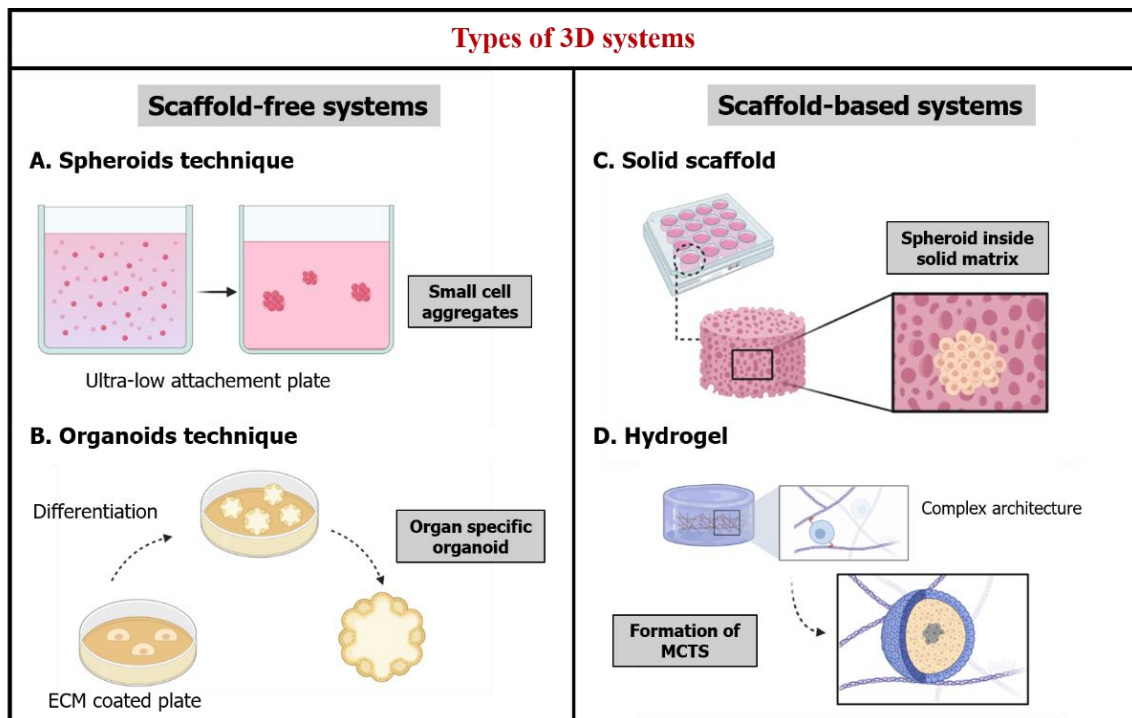 Types of 3D systems
Scaffold-free systems
A. Spheroids technique
Small cell
aggregates
Ultra-low attachement plate
B. Organoids technique
Differentiation
Organ specific
organoid
ECM coated plate
Scaffold-based systems
C. Solid scaffold
Spheroid inside
solid matrix
D. Hydrogel
Complex architecture
Formation of
MCTS